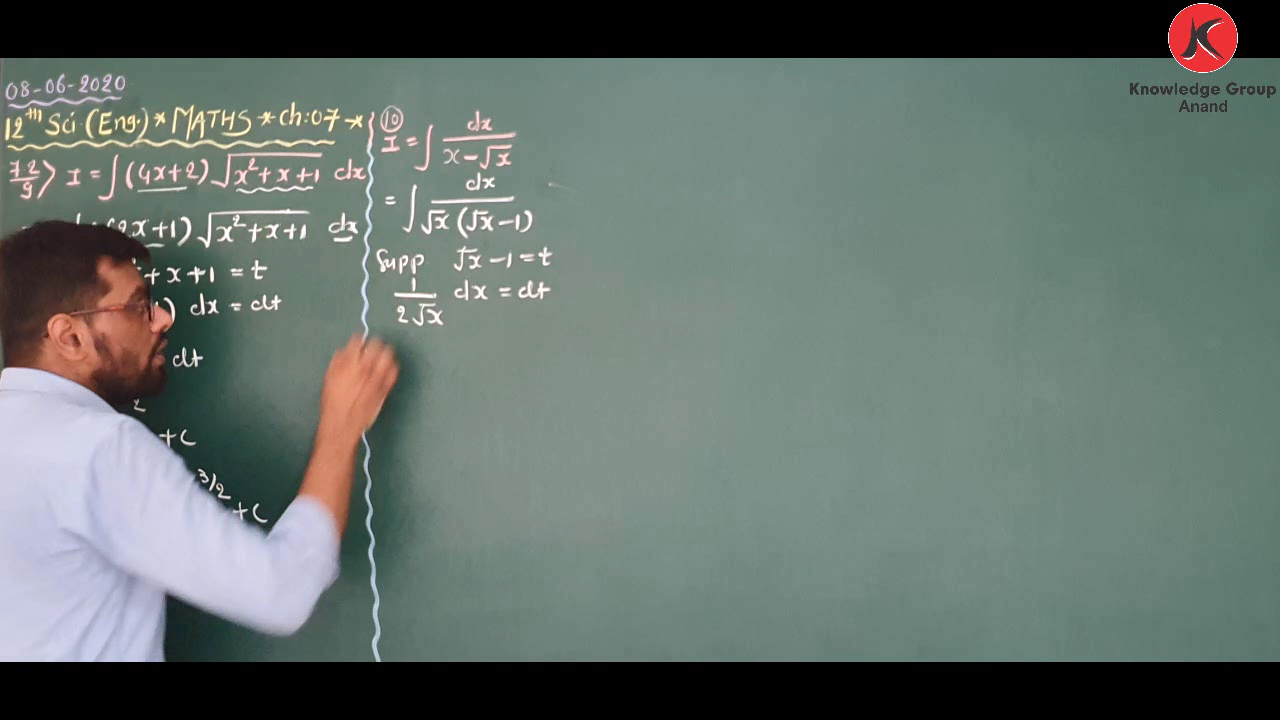 08-06-2020
12th Sci. (Eng.) * MATHS * ch:07 *
7.2/9> I = ∫ (4x+2) √(x²+x+1) dx
x+1) √(x²+x+1) dx
+ x + 1 = t
) dx = dt
dt
2
+ C
3/2
+ C
⑩
I = ∫ dx/(x-√x)
= ∫ dx/(√x (√x-1))
Supp √x - 1 = t
1/(2√x) dx = dt
K
Knowledge Group
Anand